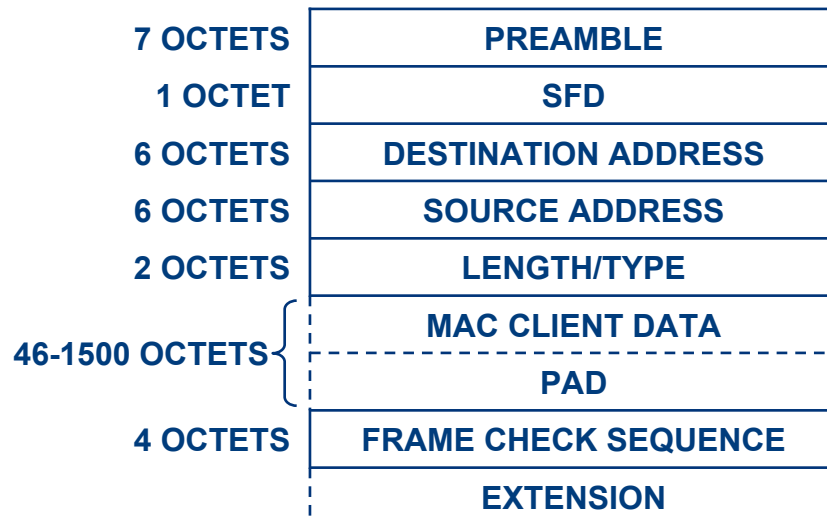 7 OCTETS PREAMBLE
1 OCTET SFD
6 OCTETS DESTINATION ADDRESS
6 OCTETS SOURCE ADDRESS
2 OCTETS LENGTH/TYPE
MAC CLIENT DATA
46-1500 OCTETS
PAD
4 OCTETS FRAME CHECK SEQUENCE
EXTENSION